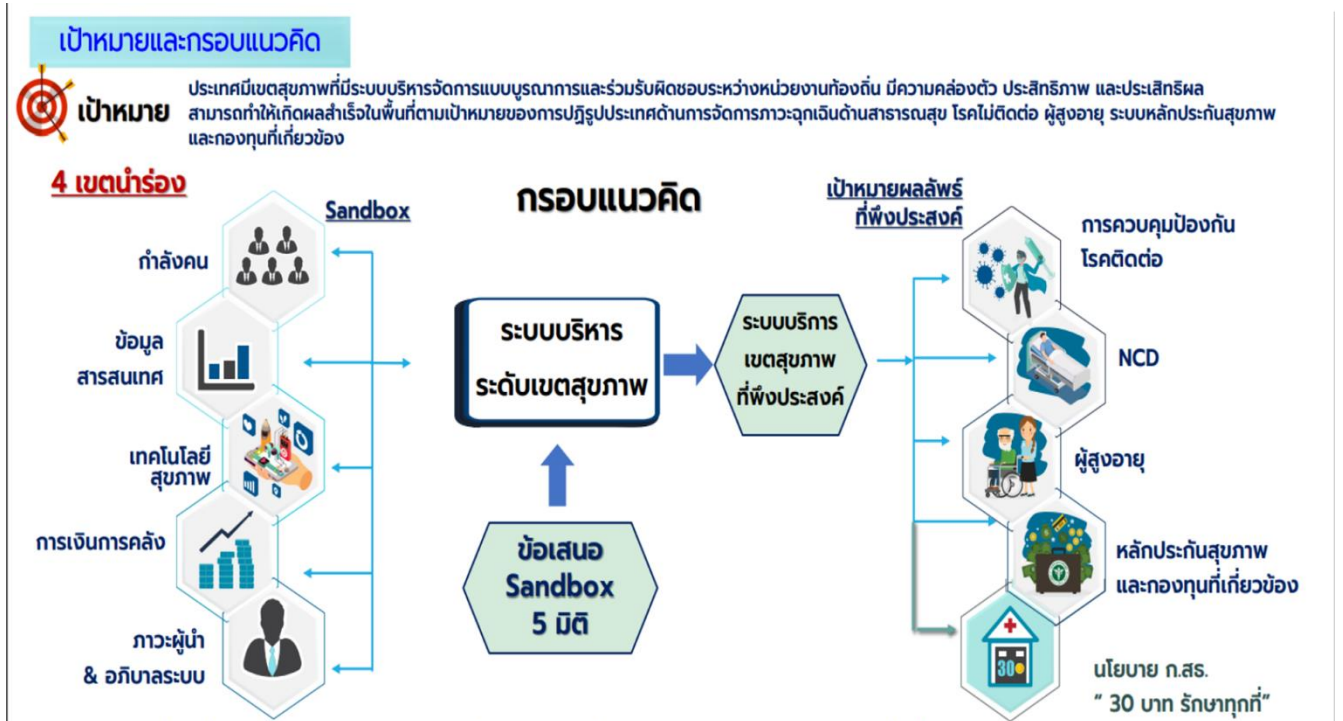 เป้าหมายและกรอบแนวคิด
เป้าหมาย
ประเทศมีเขตสุขภาพที่มีระบบบริหารจัดการแบบบูรณาการและร่วมรับผิดชอบระหว่างหน่วยงานท้องถิ่น มีความคล่องตัว ประสิทธิภาพ และประเสิทธิผล
สามารถทำให้เกิดผลสำเร็จในพื้นที่ตามเป้าหมายของการปฏิรูปประเทศด้านการจัดการภาวะฉุกเฉินด้านสาธารณสุข โรคไม่ติดต่อ ผู้สูงอายุ ระบบหลักประกันสุขภาพ
และกองทุนที่เกี่ยวข้อง
4 เขตนำร่อง
Sandbox
กำลังคน
ข้อมูล
สารสนเทศ
เทคโนโลยี
สุขภาพ
การเงินการคลัง
ภาวะผู้นำ
& อภิบาลระบบ
กรอบแนวคิด
ระบบบริหาร
ระดับเขตสุขภาพ
ข้อเสนอ
Sandbox
5 มิติ
ระบบบริการ
เขตสุขภาพ
ที่พึงประสงค์
เป้าหมายผลลัพธ์
ที่พึงประสงค์
การควบคุมป้องกัน
โรคติดต่อ
NCD
ผู้สูงอายุ
หลักประกันสุขภาพ
และกองทุนที่เกี่ยวข้อง
30
นโยบาย ก.สธ.
" 30 บาท รักษาทุกที่"